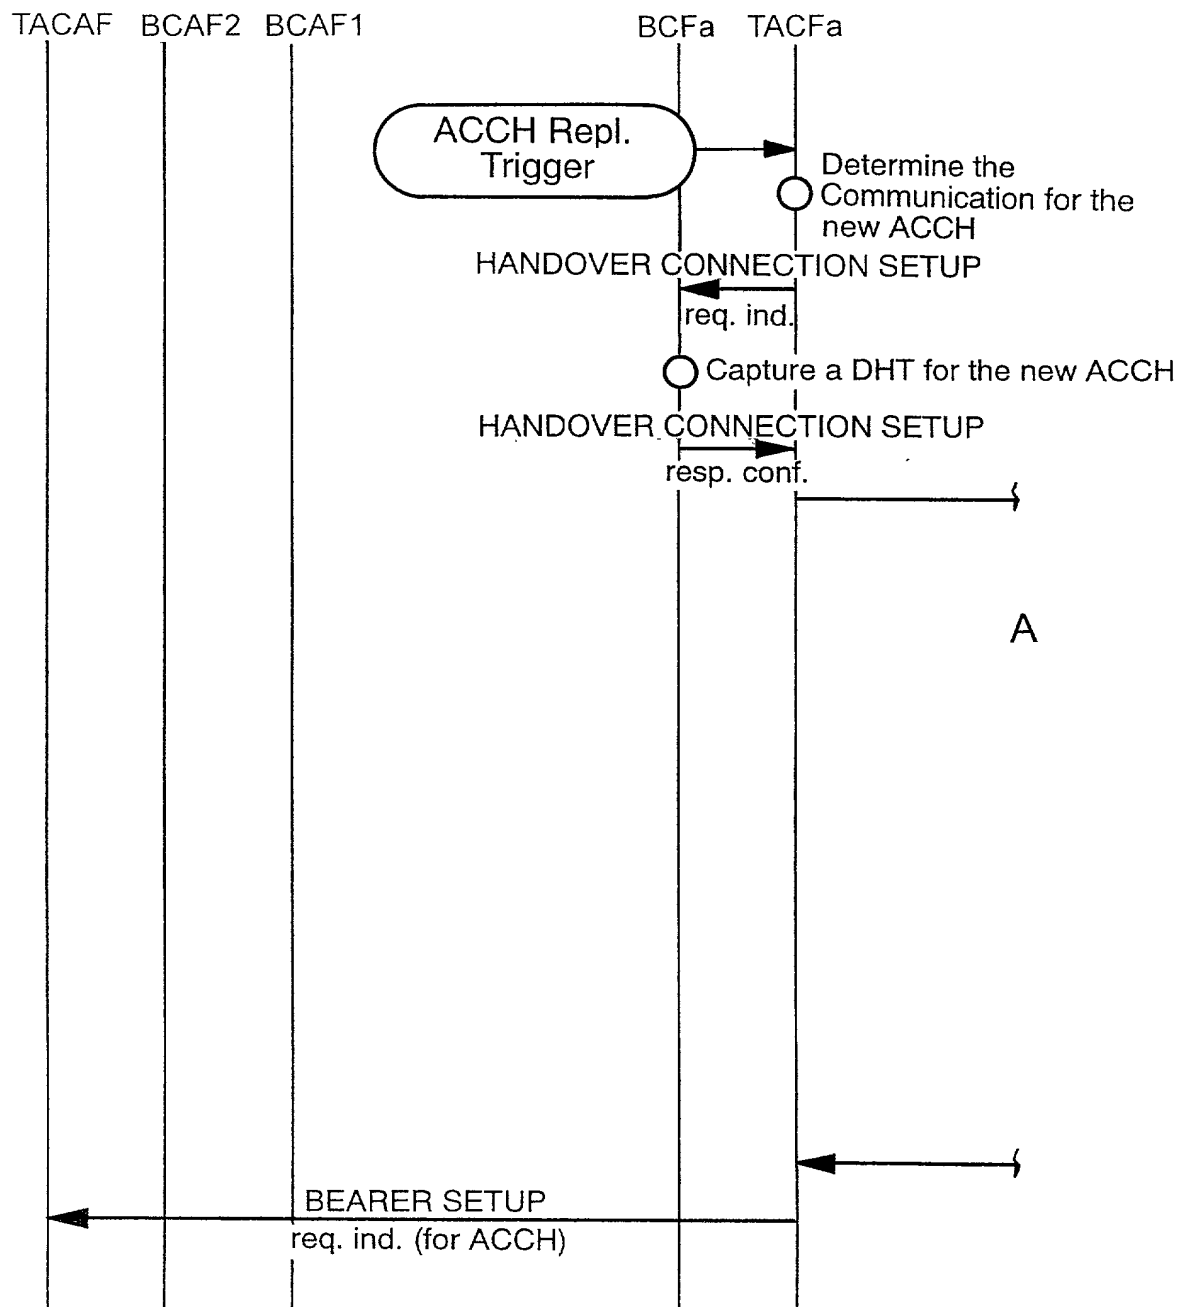 TACAF BCAF2 BCAF1 BCFa TACFa
ACCH Repl.
Trigger
Determine the
Communication for the
new ACCH
HANDOVER CONNECTION SETUP
req. ind.
Capture a DHT for the new ACCH
HANDOVER CONNECTION SETUP
resp. conf.
A
BEARER SETUP
req. ind. (for ACCH)